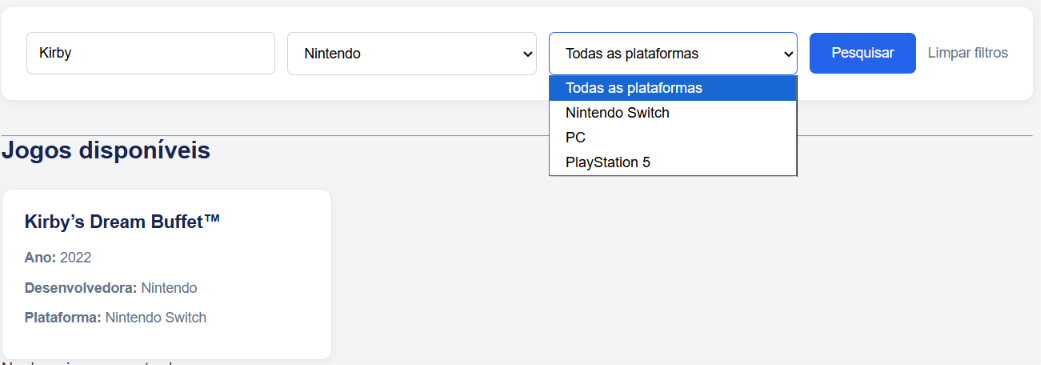 Kirby Nintendo Todas as plataformas Pesquisar Limpar filtros
Todas as plataformas
Nintendo Switch
PC
PlayStation 5
Jogos disponíveis
Kirby’s Dream Buffet™
Ano: 2022
Desenvolvedora: Nintendo
Plataforma: Nintendo Switch